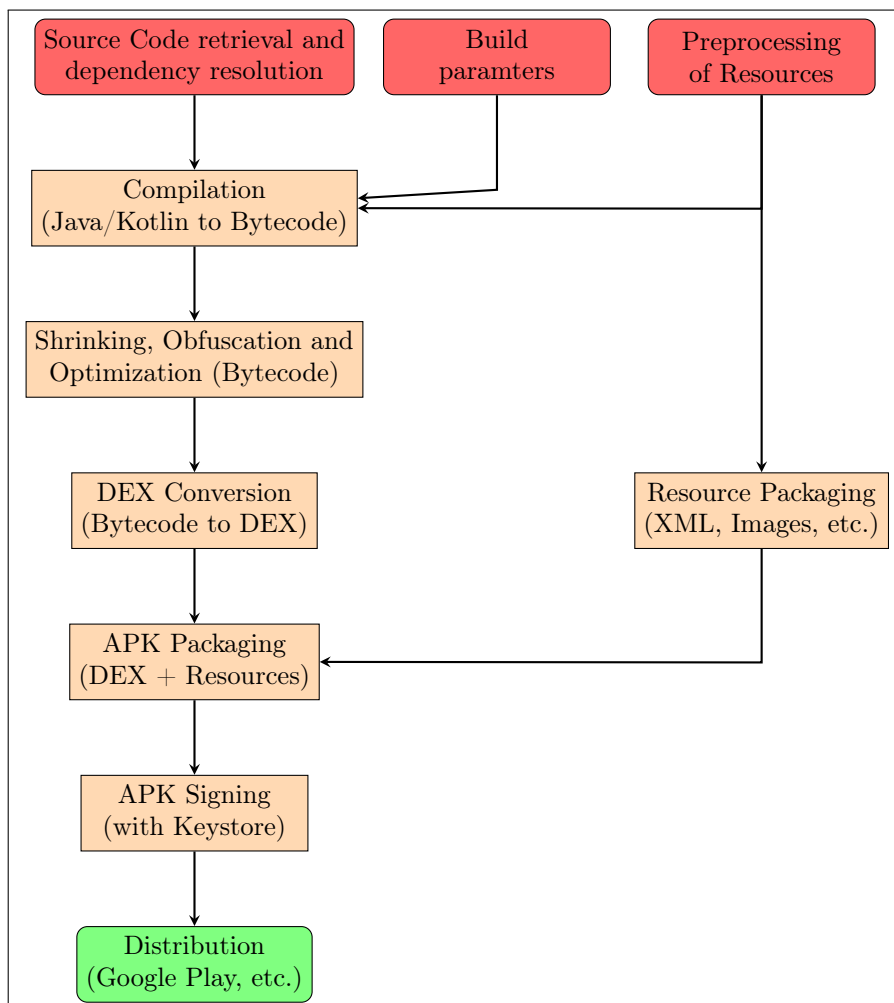 Source Code retrieval and
dependency resolution
Build
paramters
Preprocessing
of Resources
Compilation
(Java/Kotlin to Bytecode)
Shrinking, Obfuscation and
Optimization (Bytecode)
DEX Conversion
(Bytecode to DEX)
Resource Packaging
(XML, Images, etc.)
APK Packaging
(DEX + Resources)
APK Signing
(with Keystore)
Distribution
(Google Play, etc.)